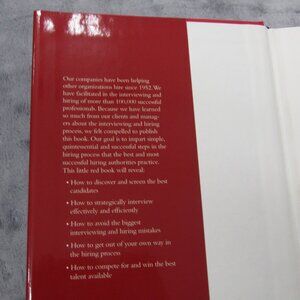 Our companies have been helping
other organizations hire since 1952. We
have facilitated in the interviewing and
hiring of more than 100,000 successful
professionals. Because we have learned
so much from our clients and manag-
ers about the interviewing and hiring
process, we felt compelled to publish
this book. Our goal is to impart simple,
quintessential and successful steps in the
hiring process that the best and most
successful hiring authorities practice.
This little red book will reveal:
• How to discover and screen the best
candidates
• How to strategically interview
effectively and efficiently
• How to avoid the biggest
interviewing and hiring mistakes
• How to get out of your own way in
the hiring process
• How to compete for and win the best
talent available